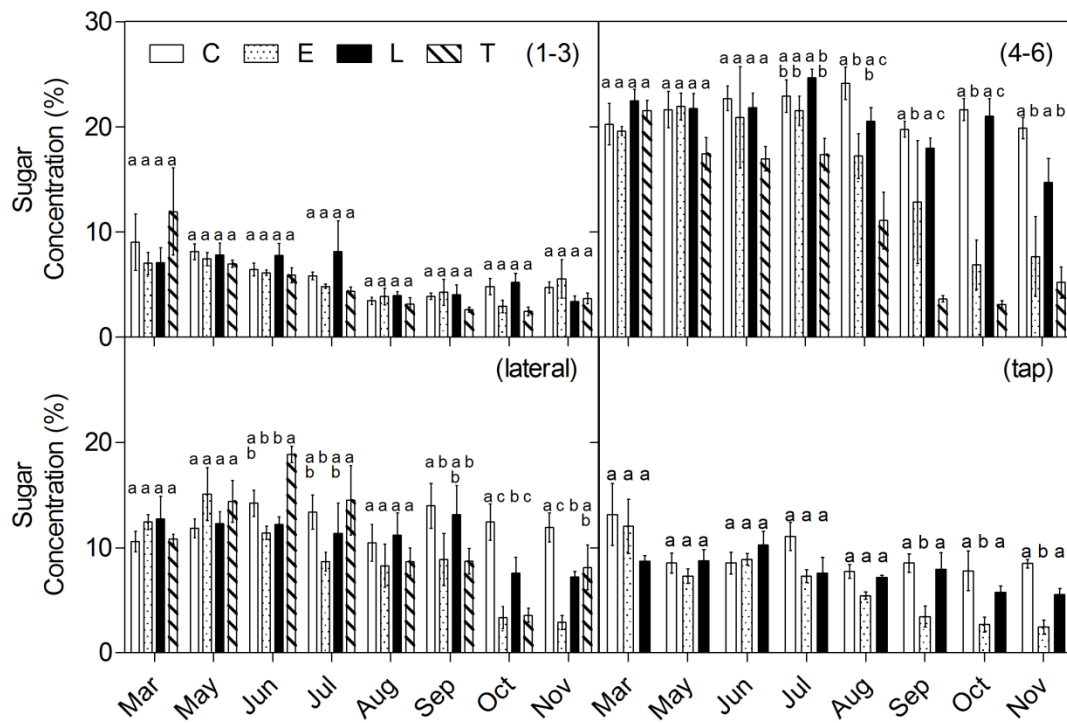 30
20
10
0
Sugar
Concentration (%)
C E L T (1-3)
a a a a
a a a a
a a a a
a a a a
a a a a
a a a a
a a a a
a a a a
(4-6)
a a a a
a a a a
a a a a
a b a c
b
a b a c
a b a c
a b a b
20
10
0
Sugar
Concentration (%)
(lateral)
a a a a
a a a a
a b b a
b
a b a a
b b
a a a a
a c b c
a c b a
b
(tap)
a a a
a a a
a a a
a a a
a a a
a b a
a b a
a b a
Mar May Jun Jul Aug Sep Oct Nov
Mar May Jun Jul Aug Sep Oct Nov